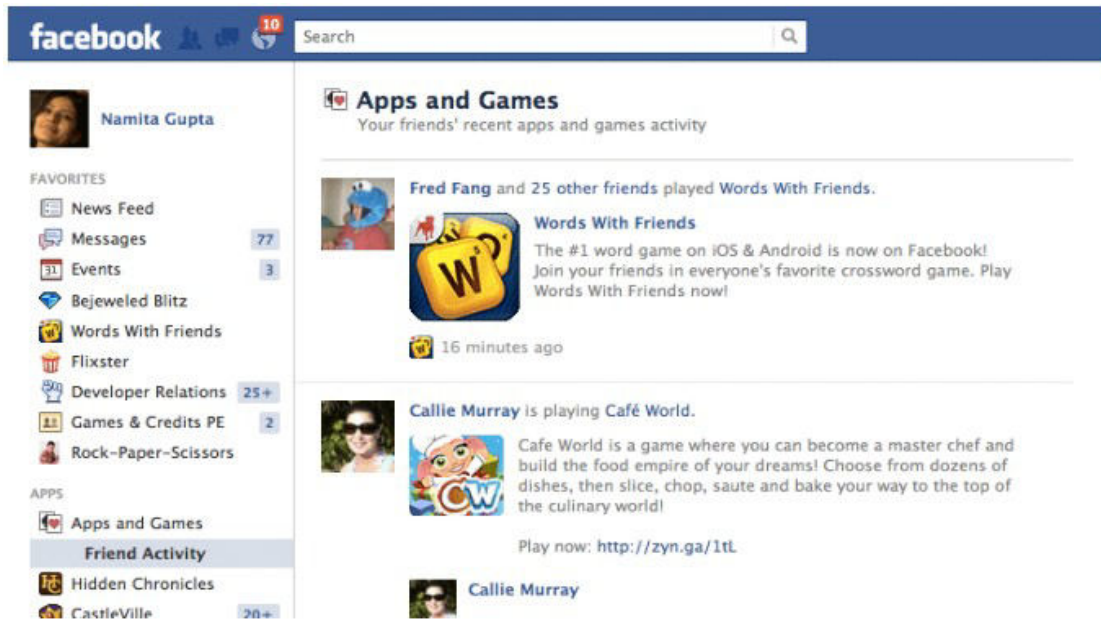 facebook
10
Search
Namita Gupta
FAVORITES
News Feed
Messages 77
31 Events 3
Bejeweled Blitz
Words With Friends
Flixster
Developer Relations 25+
Games & Credits PE 2
Rock-Paper-Scissors
APPS
Apps and Games
Friend Activity
Hidden Chronicles
CastleVille 20+
Apps and Games
Your friends' recent apps and games activity
Fred Fang and 25 other friends played Words With Friends.
W
Words With Friends
The #1 word game on iOS & Android is now on Facebook!
Join your friends in everyone's favorite crossword game. Play
Words With Friends now!
16 minutes ago
Callie Murray is playing Café World.
CW
Cafe World is a game where you can become a master chef and
build the food empire of your dreams! Choose from dozens of
dishes, then slice, chop, saute and bake your way to the top of
the culinary world!
Play now: http://zyn.ga/1tL
Callie Murray